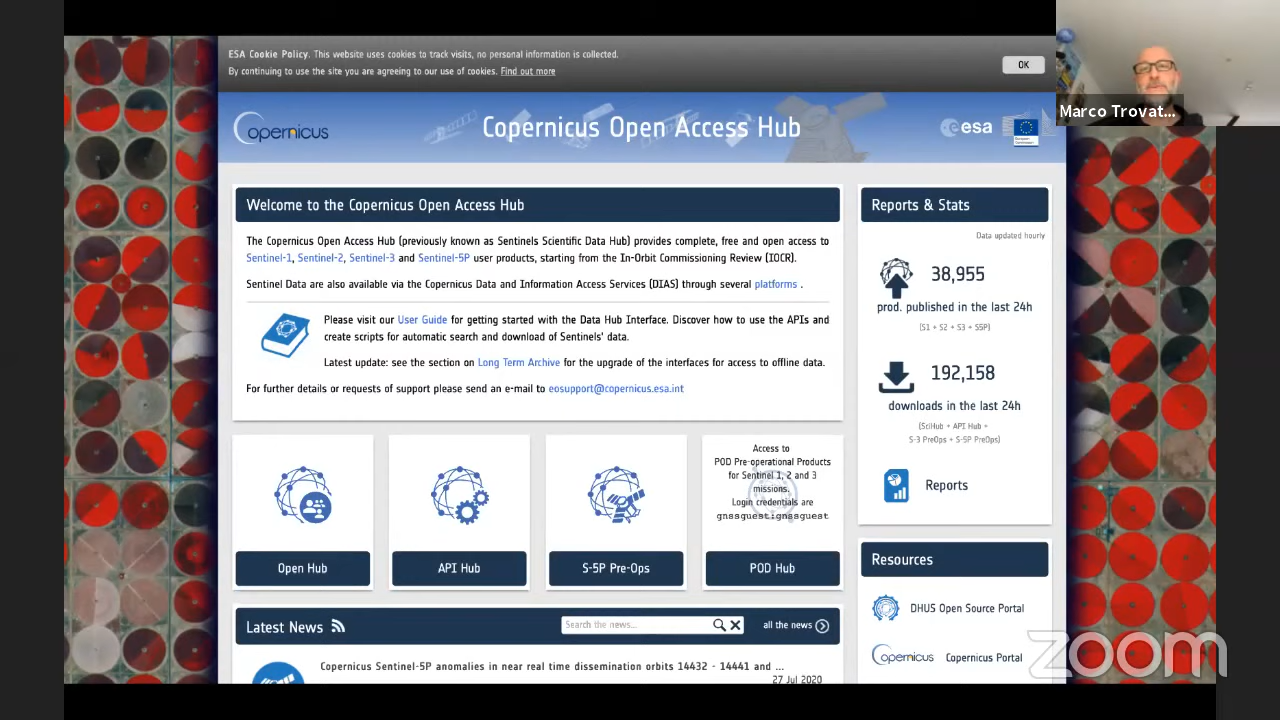 ESA Cookie Policy. This website uses cookies to track visits, no personal information is collected.
By continuing to use the site you are agreeing to our use of cookies. Find out more
OK
Marco Trovat...
opernicus
Copernicus Open Access Hub
esa
Welcome to the Copernicus Open Access Hub
The Copernicus Open Access Hub (previously known as Sentinels Scientific Data Hub) provides complete, free and open access to
Sentinel-1, Sentinel-2, Sentinel-3 and Sentinel-5P user products, starting from the In-Orbit Commissioning Review (IOCR).
Sentinel Data are also available via the Copernicus Data and Information Access Services (DIAS) through several platforms .
Please visit our User Guide for getting started with the Data Hub Interface. Discover how to use the APIs and
create scripts for automatic search and download of Sentinels' data.
Latest update: see the section on Long Term Archive for the upgrade of the interfaces for access to offline data.
For further details or requests of support please send an e-mail to eosupport@copernicus.esa.int
Reports & Stats
Data updated hourly
38,955
prod. published in the last 24h
(S1 + S2 + S3 + S5P)
192,158
downloads in the last 24h
(SciHub + API Hub +
S-3 PreOps + S-5P PreOps)
Reports
Open Hub
API Hub
S-5P Pre-Ops
Access to
POD Pre-operational Products
for Sentinel 1, 2 and 3
missions.
Login credentials are
gnssguest:gnssguest
POD Hub
Resources
DHUS Open Source Portal
opernicus
Copernicus Portal
Latest News
Search the news...
all the news
Copernicus Sentinel-5P anomalies in near real time dissemination orbits 14432 - 14441 and ...
27 Jul 2020
zoom